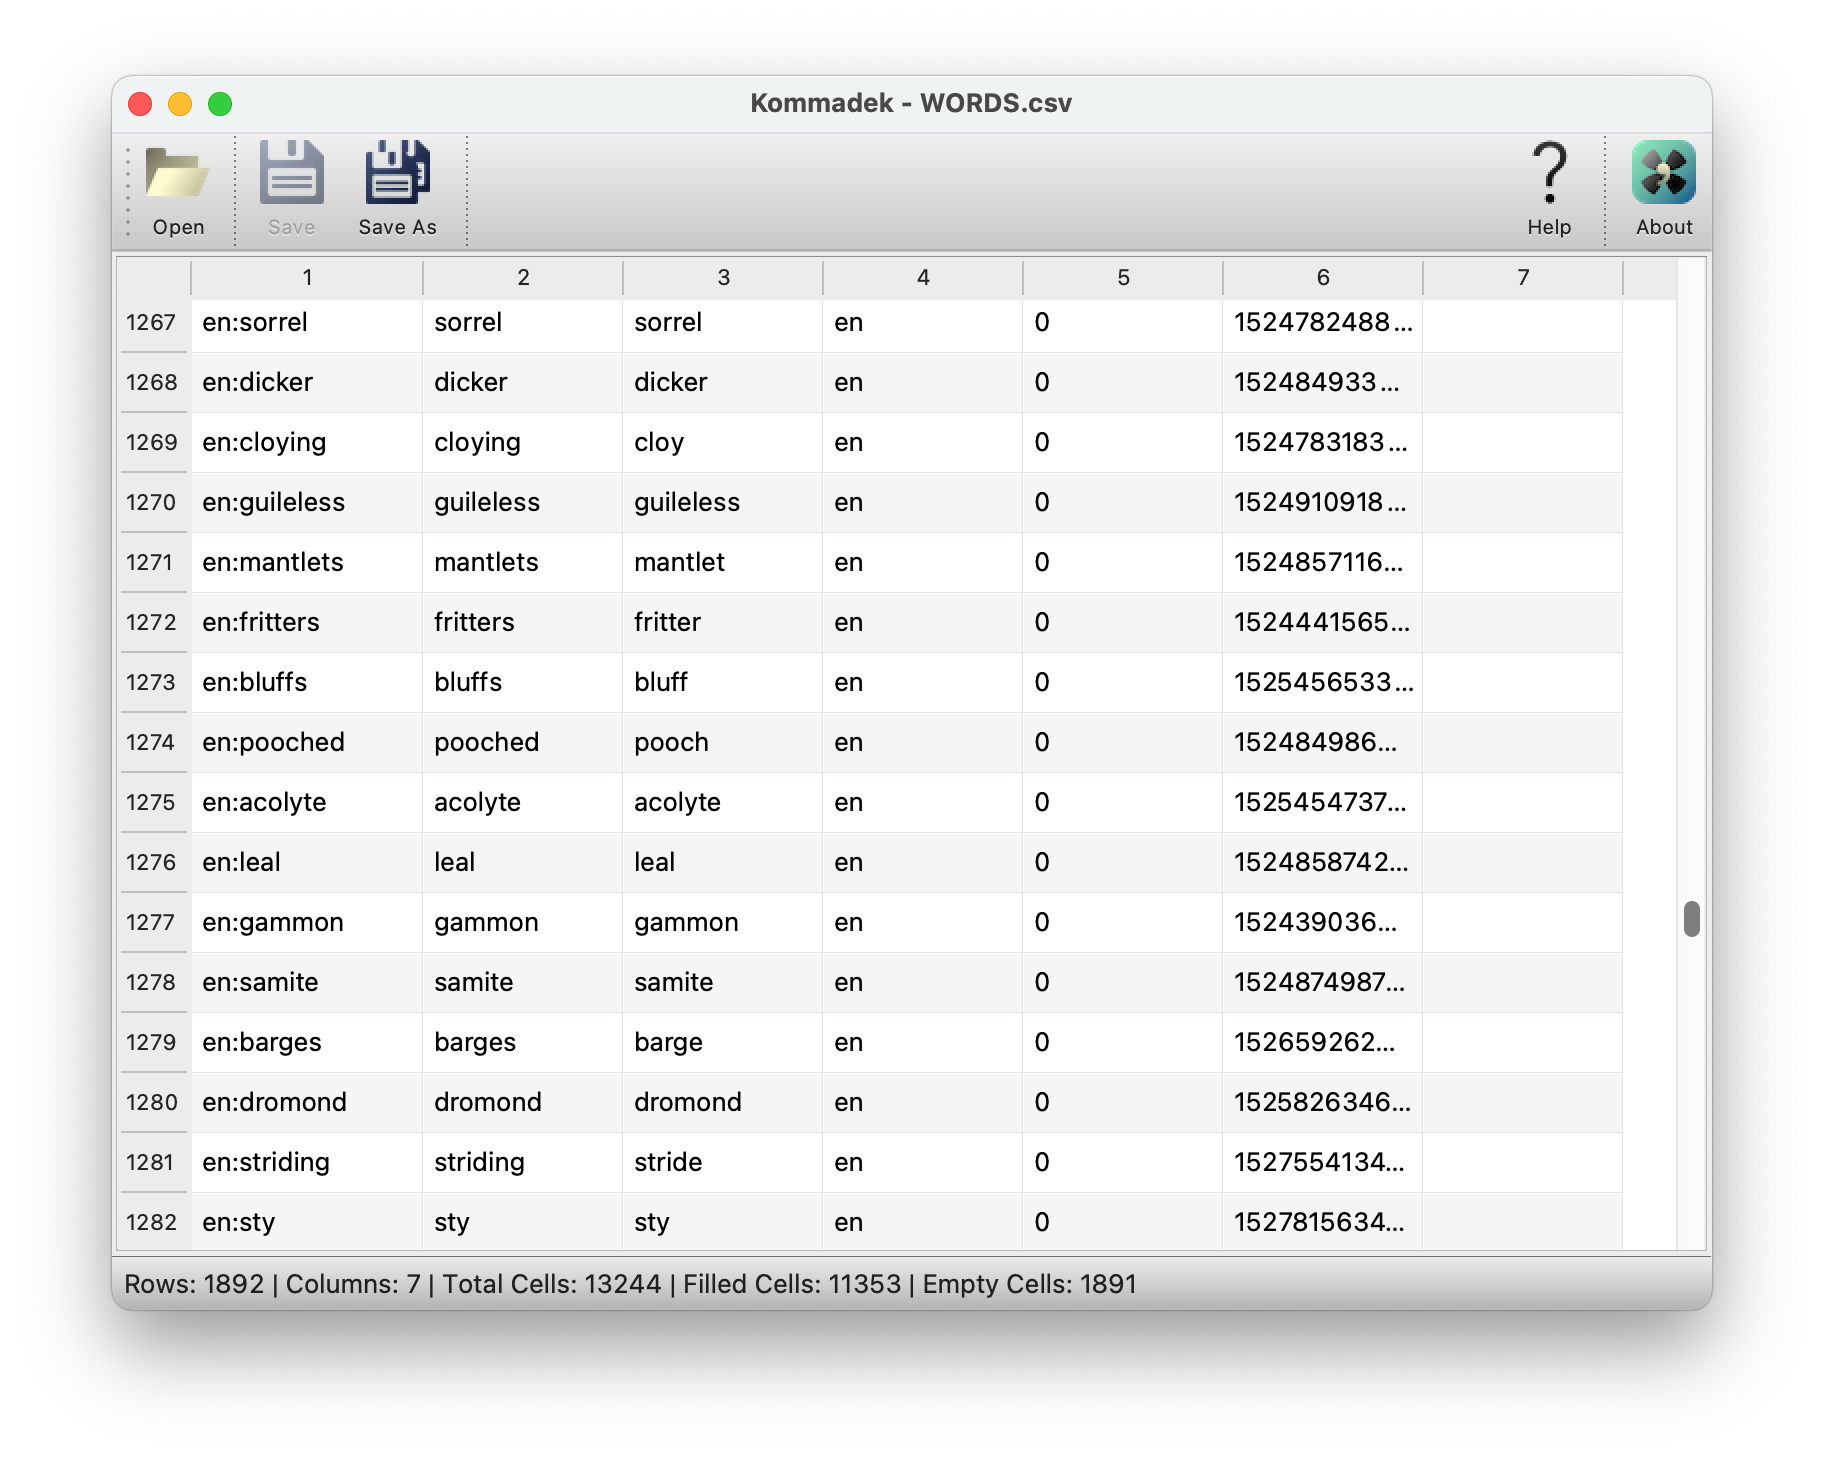 Kommadek - WORDS.csv
Open Save Save As Help About
1 2 3 4 5 6 7
1267 en:sorrel sorrel sorrel en 0 1524782488...
1268 en:dicker dicker dicker en 0 152484933...
1269 en:cloying cloying cloy en 0 1524783183...
1270 en:guileless guileless guileless en 0 1524910918...
1271 en:mantlets mantlets mantlet en 0 1524857116...
1272 en:fritters fritters fritter en 0 1524441565...
1273 en:bluffs bluffs bluff en 0 1525456533...
1274 en:pooched pooched pooch en 0 152484986...
1275 en:acolyte acolyte acolyte en 0 1525454737...
1276 en:leal leal leal en 0 1524858742...
1277 en:gammon gammon gammon en 0 152439036...
1278 en:samite samite samite en 0 1524874987...
1279 en:barges barges barge en 0 152659262...
1280 en:dromond dromond dromond en 0 1525826346...
1281 en:striding striding stride en 0 1527554134...
1282 en:sty sty sty en 0 1527815634...
Rows: 1892 | Columns: 7 | Total Cells: 13244 | Filled Cells: 11353 | Empty Cells: 1891